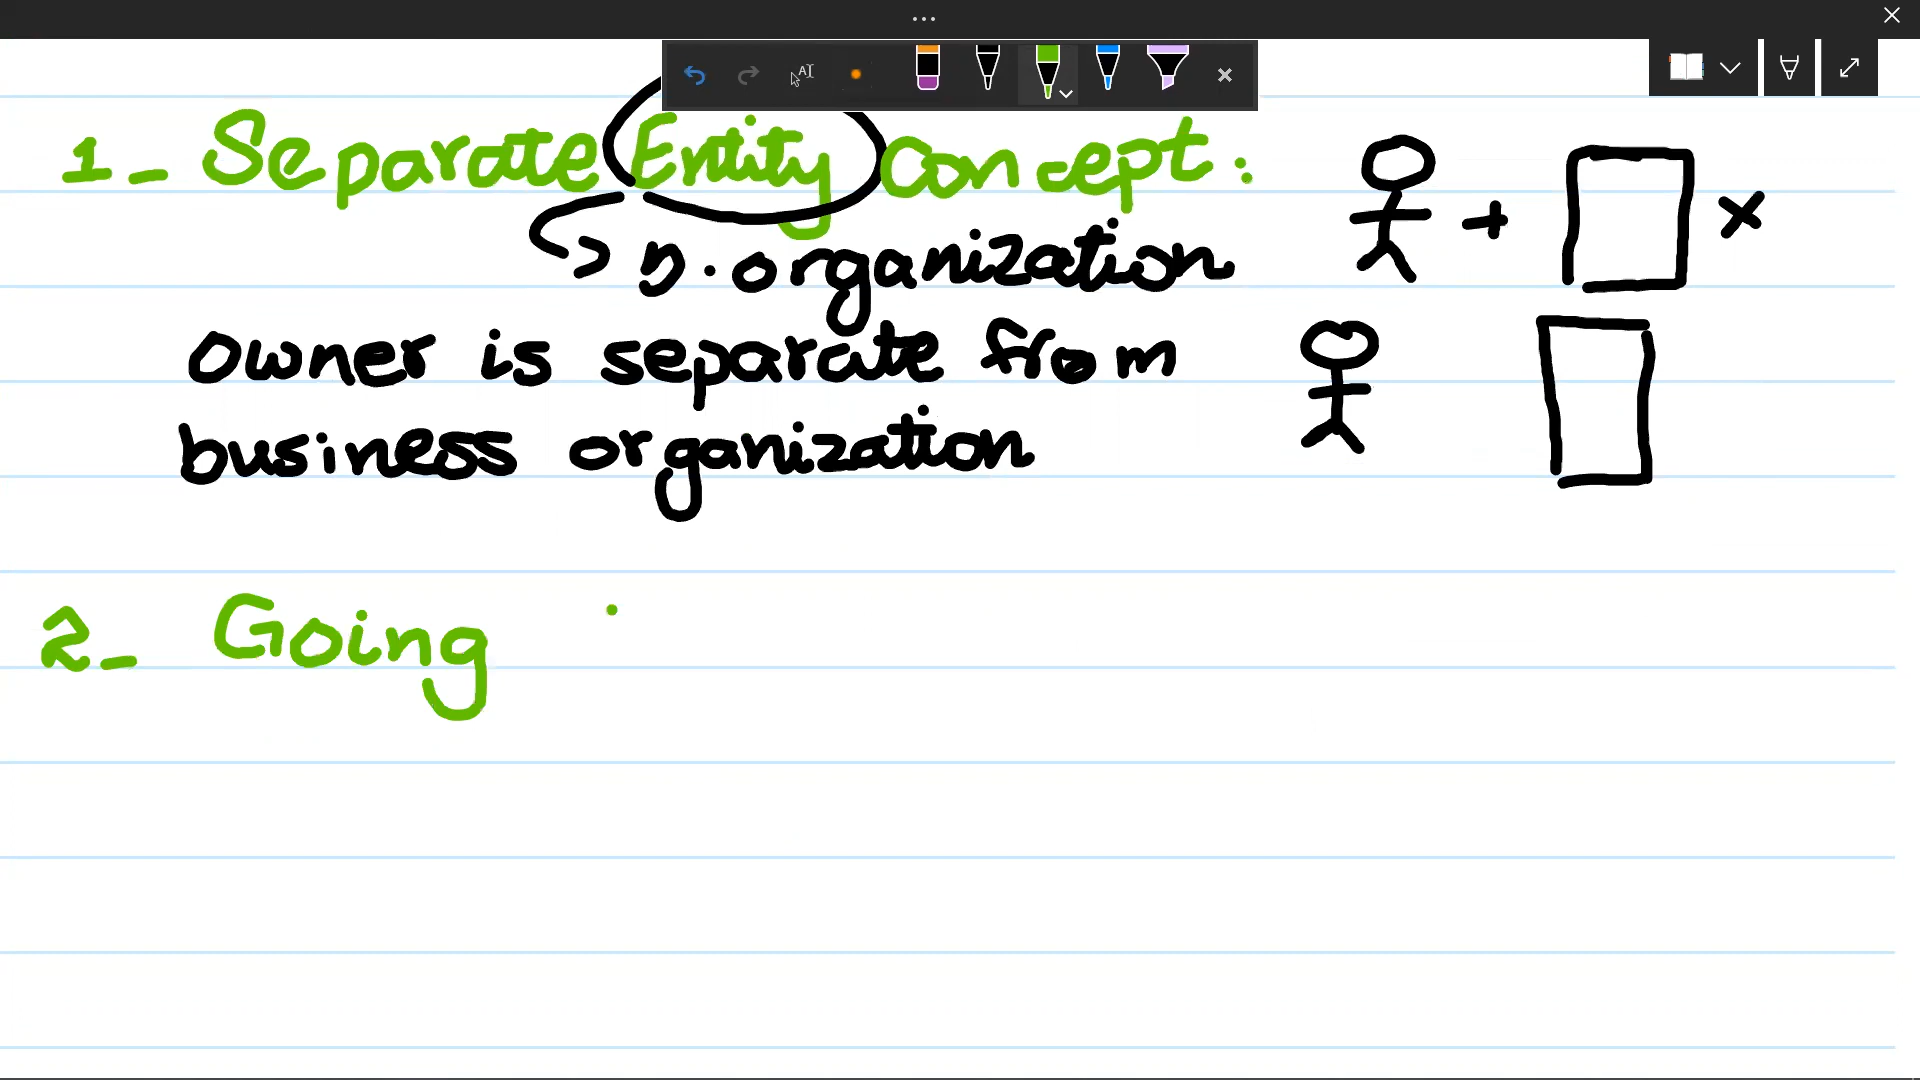 1- Separate Entity Concept:
B. organization
owner is separate from
business organization
2- Going